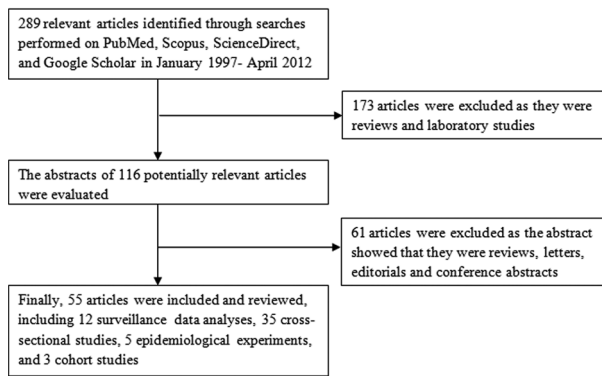 289 relevant articles identified through searches
performed on PubMed, Scopus, ScienceDirect,
and Google Scholar in January 1997- April 2012
173 articles were excluded as they were
reviews and laboratory studies
The abstracts of 116 potentially relevant articles
were evaluated
61 articles were excluded as the abstract
showed that they were reviews, letters,
editorials and conference abstracts
Finally, 55 articles were included and reviewed,
including 12 surveillance data analyses, 35 cross-
sectional studies, 5 epidemiological experiments,
and 3 cohort studies